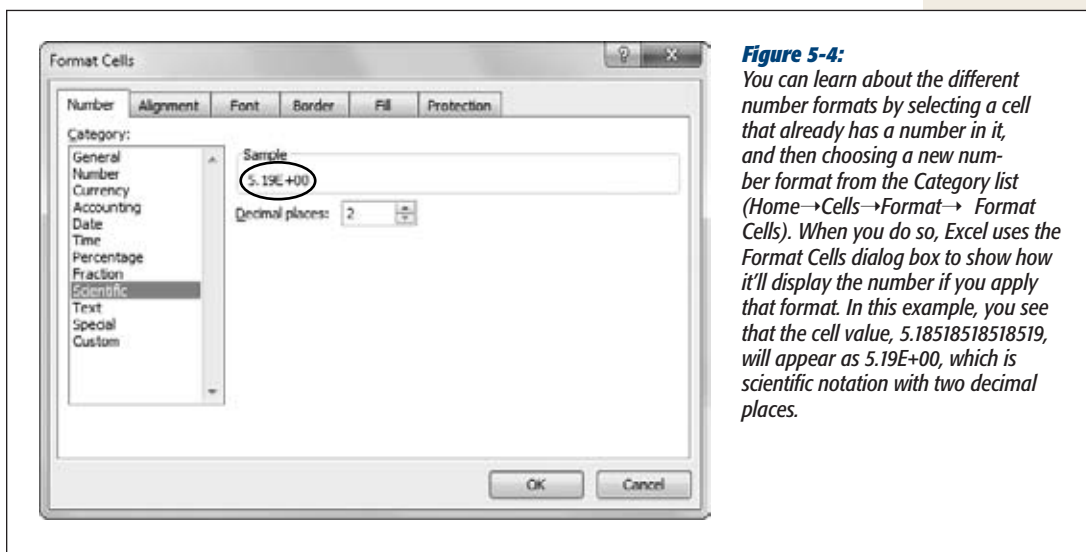 Format Cells
Number Alignment Font Border Fill Protection
Category:
General
Number
Currency
Accounting
Date
Time
Percentage
Fraction
Scientific
Text
Special
Custom
Sample
5.19E+00
Decimal places: 2
OK Cancel
Figure 5-4:
You can learn about the different
number formats by selecting a cell
that already has a number in it,
and then choosing a new num-
ber format from the Category list
(Home→Cells→Format→ Format
Cells). When you do so, Excel uses the
Format Cells dialog box to show how
it'll display the number if you apply
that format. In this example, you see
that the cell value, 5.18518518518519,
will appear as 5.19E+00, which is
scientific notation with two decimal
places.